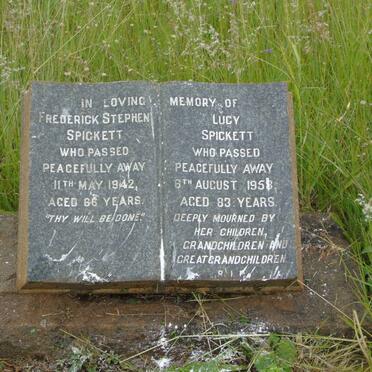 IN LOVING MEMORY OF
FREDERICK STEPHEN
SPICKETT
WHO PASSED
PEACEFULLY AWAY
11TH MAY 1942,
AGED 66 YEARS.
"THY WILL BE DONE"
LUCY
SPICKETT
WHO PASSED
PEACEFULLY AWAY
6TH AUGUST 1958,
AGED 83 YEARS.
DEEPLY MOURNED BY
HER CHILDREN,
GRANDCHILDREN AND
GREATGRANDCHILDREN
R.I.